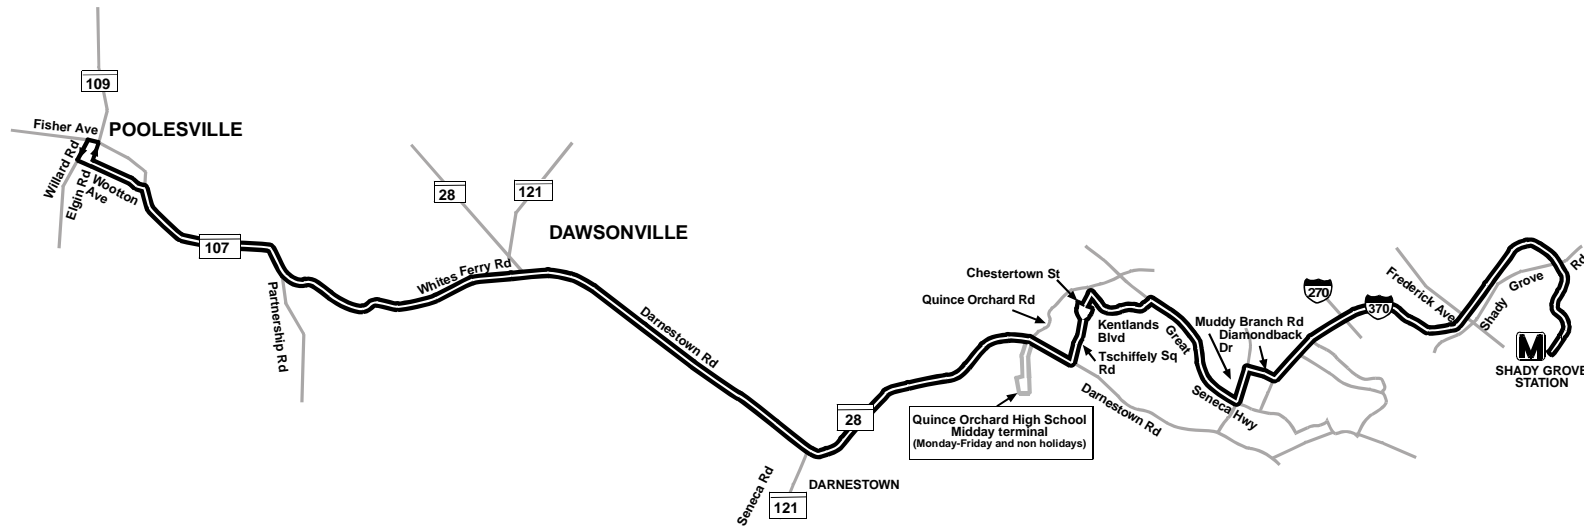 109
Fisher Ave
POOLESVILLE
Willard Rd
Elgin Rd
Wootton
Ave
107
28
121
DAWSONVILLE
Whites Ferry Rd
Partnership Rd
Darnestown Rd
Seneca Rd
121
DARNESTOWN
28
Chestertown St
Quince Orchard Rd
Kentlands
Blvd
Tschiffely Sq
Rd
Quince Orchard High School
Midday terminal
(Monday-Friday and non holidays)
Darnestown Rd
Great
Seneca Hwy
Muddy Branch Rd
Diamondback
Dr
270
370
Frederick Ave
Shady Grove Rd
M
SHADY GROVE
STATION